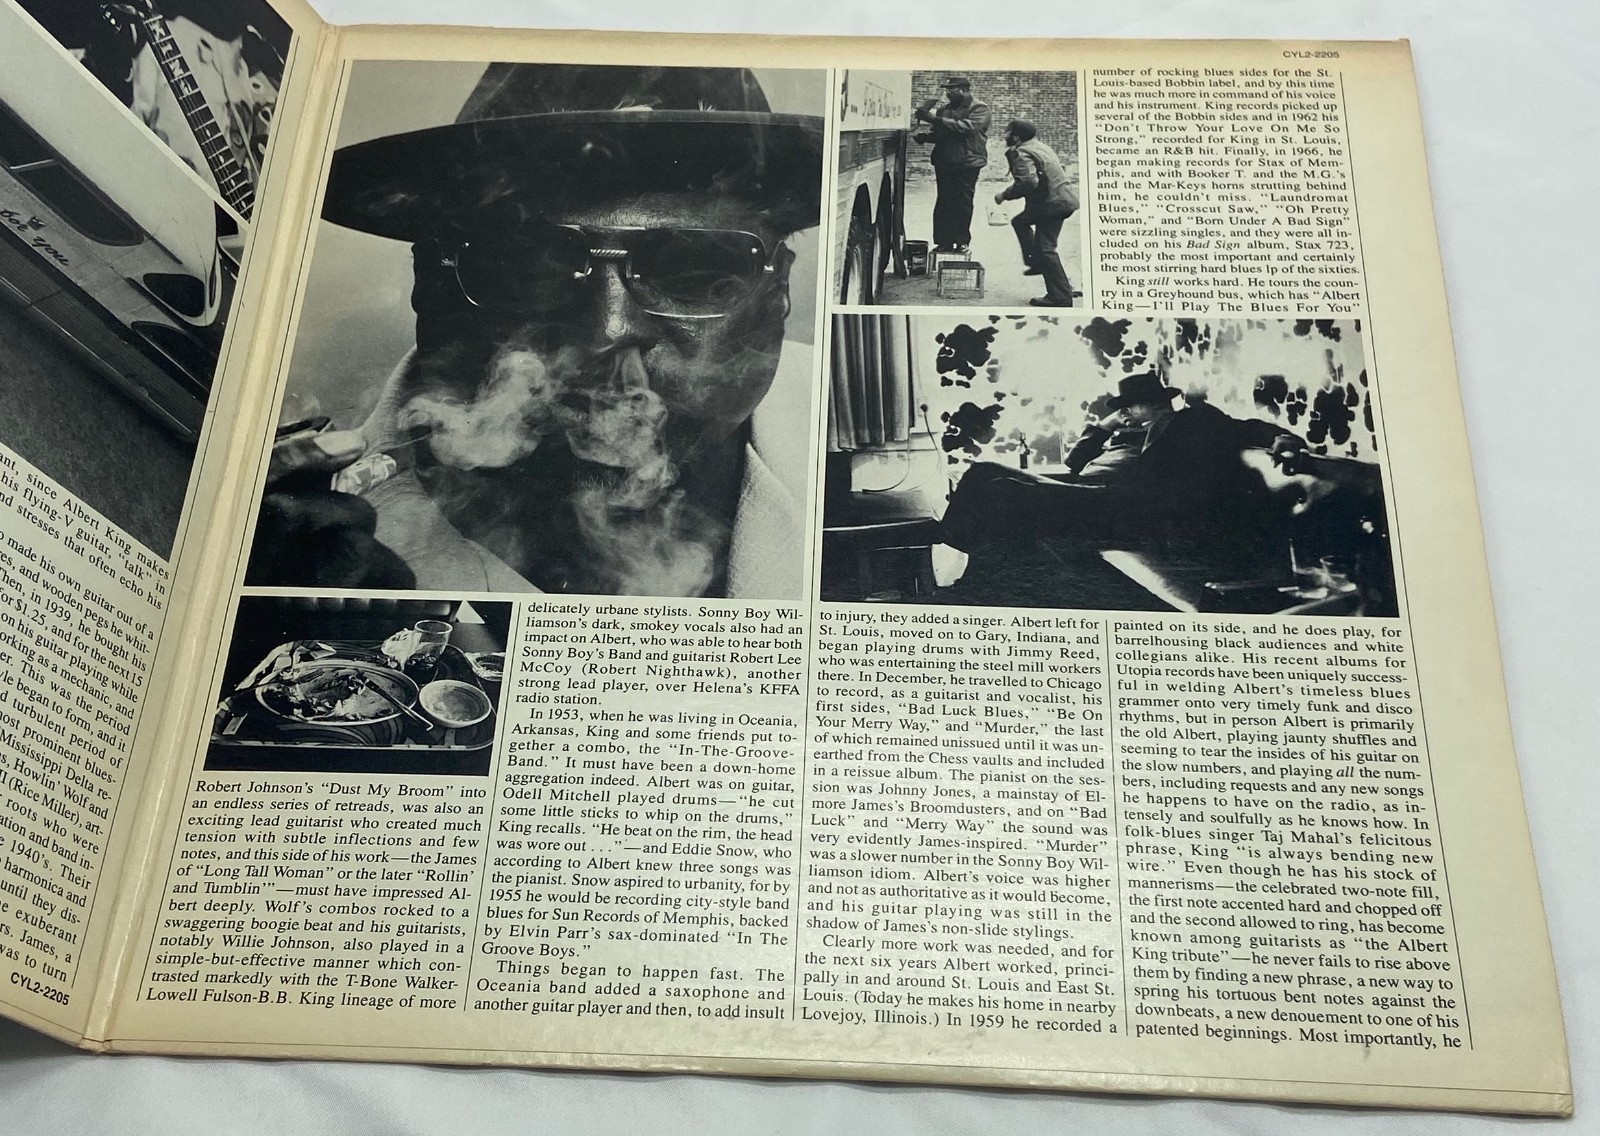 for you
ant, since Albert King makes
his flying-V guitar, "talk" in
nd stresses that often echo his
made his own guitar out of a
es, and wooden pegs he whit-
Then, in 1939, he bought his
for $1.25, and for the next 15
on his guitar playing while
orking as a mechanic, and
er. This was the period
yle began to form, and it
d turbulent period of
most prominent blues-
Mississippi Delta re-
s, Howlin' Wolf and
II (Rice Miller), art-
roots who were
ation and band in-
e 1940's. Their
harmonica and
until they dis-
e exuberant
rs. James, a
was to turn
CYL2-2205
Robert Johnson's "Dust My Broom" into
an endless series of retreads, was also an
exciting lead guitarist who created much
tension with subtle inflections and few
notes, and this side of his work—the James
of "Long Tall Woman" or the later "Rollin'
and Tumblin'"—must have impressed Al-
bert deeply. Wolf's combos rocked to a
swaggering boogie beat and his guitarists,
notably Willie Johnson, also played in a
simple-but-effective manner which con-
trasted markedly with the T-Bone Walker-
Lowell Fulson-B.B. King lineage of more
delicately urbane stylists. Sonny Boy Wil-
liamson's dark, smokey vocals also had an
impact on Albert, who was able to hear both
Sonny Boy's Band and guitarist Robert Lee
McCoy (Robert Nighthawk), another
strong lead player, over Helena's KFFA
radio station.
In 1953, when he was living in Oceania,
Arkansas, King and some friends put to-
gether a combo, the "In-The-Groove-
Band." It must have been a down-home
aggregation indeed. Albert was on guitar,
Odell Mitchell played drums—"he cut
some little sticks to whip on the drums,"
King recalls. "He beat on the rim, the head
was wore out . . ."—and Eddie Snow, who
according to Albert knew three songs was
the pianist. Snow aspired to urbanity, for by
1955 he would be recording city-style band
blues for Sun Records of Memphis, backed
by Elvin Parr's sax-dominated "In The
Groove Boys."
Things began to happen fast. The
Oceania band added a saxophone and
another guitar player and then, to add insult
to injury, they added a singer. Albert left for
St. Louis, moved on to Gary, Indiana, and
began playing drums with Jimmy Reed,
who was entertaining the steel mill workers
there. In December, he travelled to Chicago
to record, as a guitarist and vocalist, his
first sides, "Bad Luck Blues," "Be On
Your Merry Way," and "Murder," the last
of which remained unissued until it was un-
earthed from the Chess vaults and included
in a reissue album. The pianist on the ses-
sion was Johnny Jones, a mainstay of El-
more James's Broomdusters, and on "Bad
Luck" and "Merry Way" the sound was
very evidently James-inspired. "Murder"
was a slower number in the Sonny Boy Wil-
liamson idiom. Albert's voice was higher
and not as authoritative as it would become,
and his guitar playing was still in the
shadow of James's non-slide stylings.
Clearly more work was needed, and for
the next six years Albert worked, princi-
pally in and around St. Louis and East St.
Louis. (Today he makes his home in nearby
Lovejoy, Illinois.) In 1959 he recorded a
CYL2-2205
number of rocking blues sides for the St.
Louis-based Bobbin label, and by this time
he was much more in command of his voice
and his instrument. King records picked up
several of the Bobbin sides and in 1962 his
"Don't Throw Your Love On Me So
Strong," recorded for King in St. Louis,
became an R&B hit. Finally, in 1966, he
began making records for Stax of Mem-
phis, and with Booker T. and the M.G.'s
and the Mar-Keys horns strutting behind
him, he couldn't miss. "Laundromat
Blues," "Crosscut Saw," "Oh Pretty
Woman," and "Born Under A Bad Sign"
were sizzling singles, and they were all in-
cluded on his Bad Sign album, Stax 723,
probably the most important and certainly
the most stirring hard blues lp of the sixties.
King still works hard. He tours the coun-
try in a Greyhound bus, which has "Albert
King—I'll Play The Blues For You"
painted on its side, and he does play, for
barrelhousing black audiences and white
collegians alike. His recent albums for
Utopia records have been uniquely success-
ful in welding Albert's timeless blues
grammer onto very timely funk and disco
rhythms, but in person Albert is primarily
the old Albert, playing jaunty shuffles and
seeming to tear the insides of his guitar on
the slow numbers, and playing all the num-
bers, including requests and any new songs
he happens to have on the radio, as in-
tensely and soulfully as he knows how. In
folk-blues singer Taj Mahal's felicitous
phrase, King "is always bending new
wire." Even though he has his stock of
mannerisms—the celebrated two-note fill,
the first note accented hard and chopped off
and the second allowed to ring, has become
known among guitarists as "the Albert
King tribute"—he never fails to rise above
them by finding a new phrase, a new way to
spring his tortuous bent notes against the
downbeats, a new denouement to one of his
patented beginnings. Most importantly, he